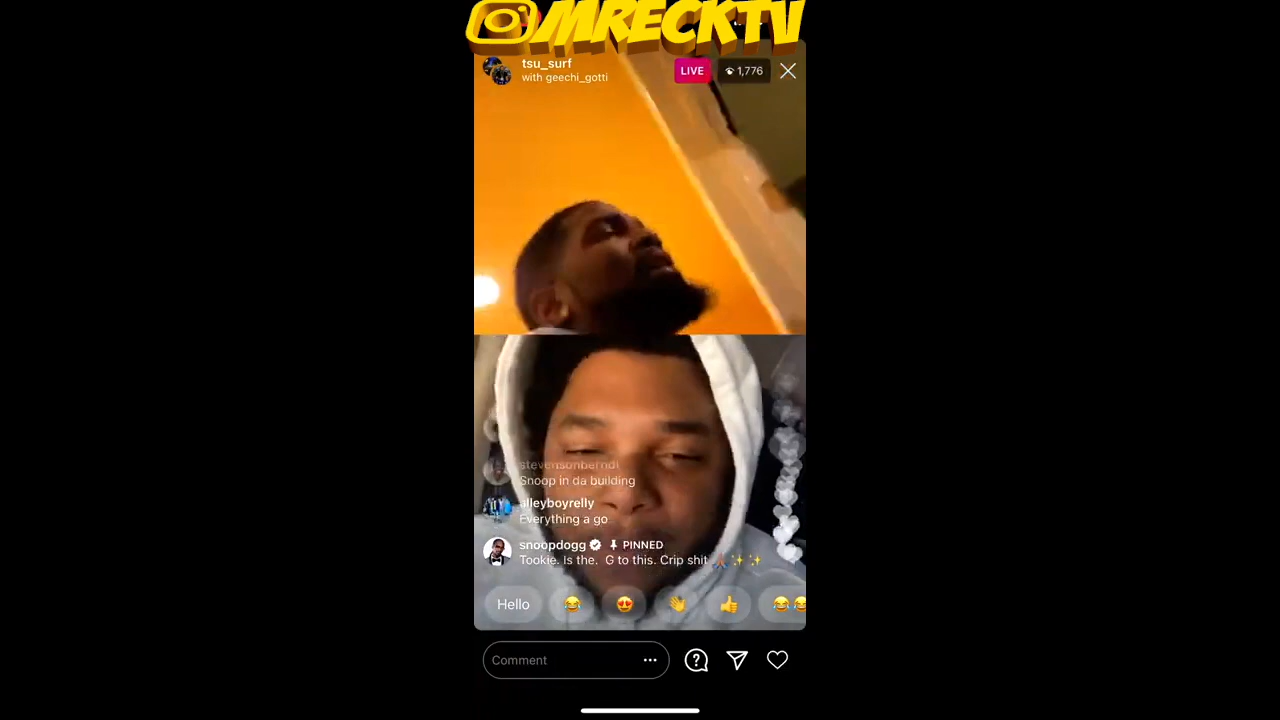 MRECKTV
tsu_surf
with geechi_gotti
LIVE
1,776
stevensonberndl
Snoop in da building
alleyboyrelly
Everything a go
snoopdogg PINNED
Tookie. Is the.  G to this. Crip shit
Hello
Comment